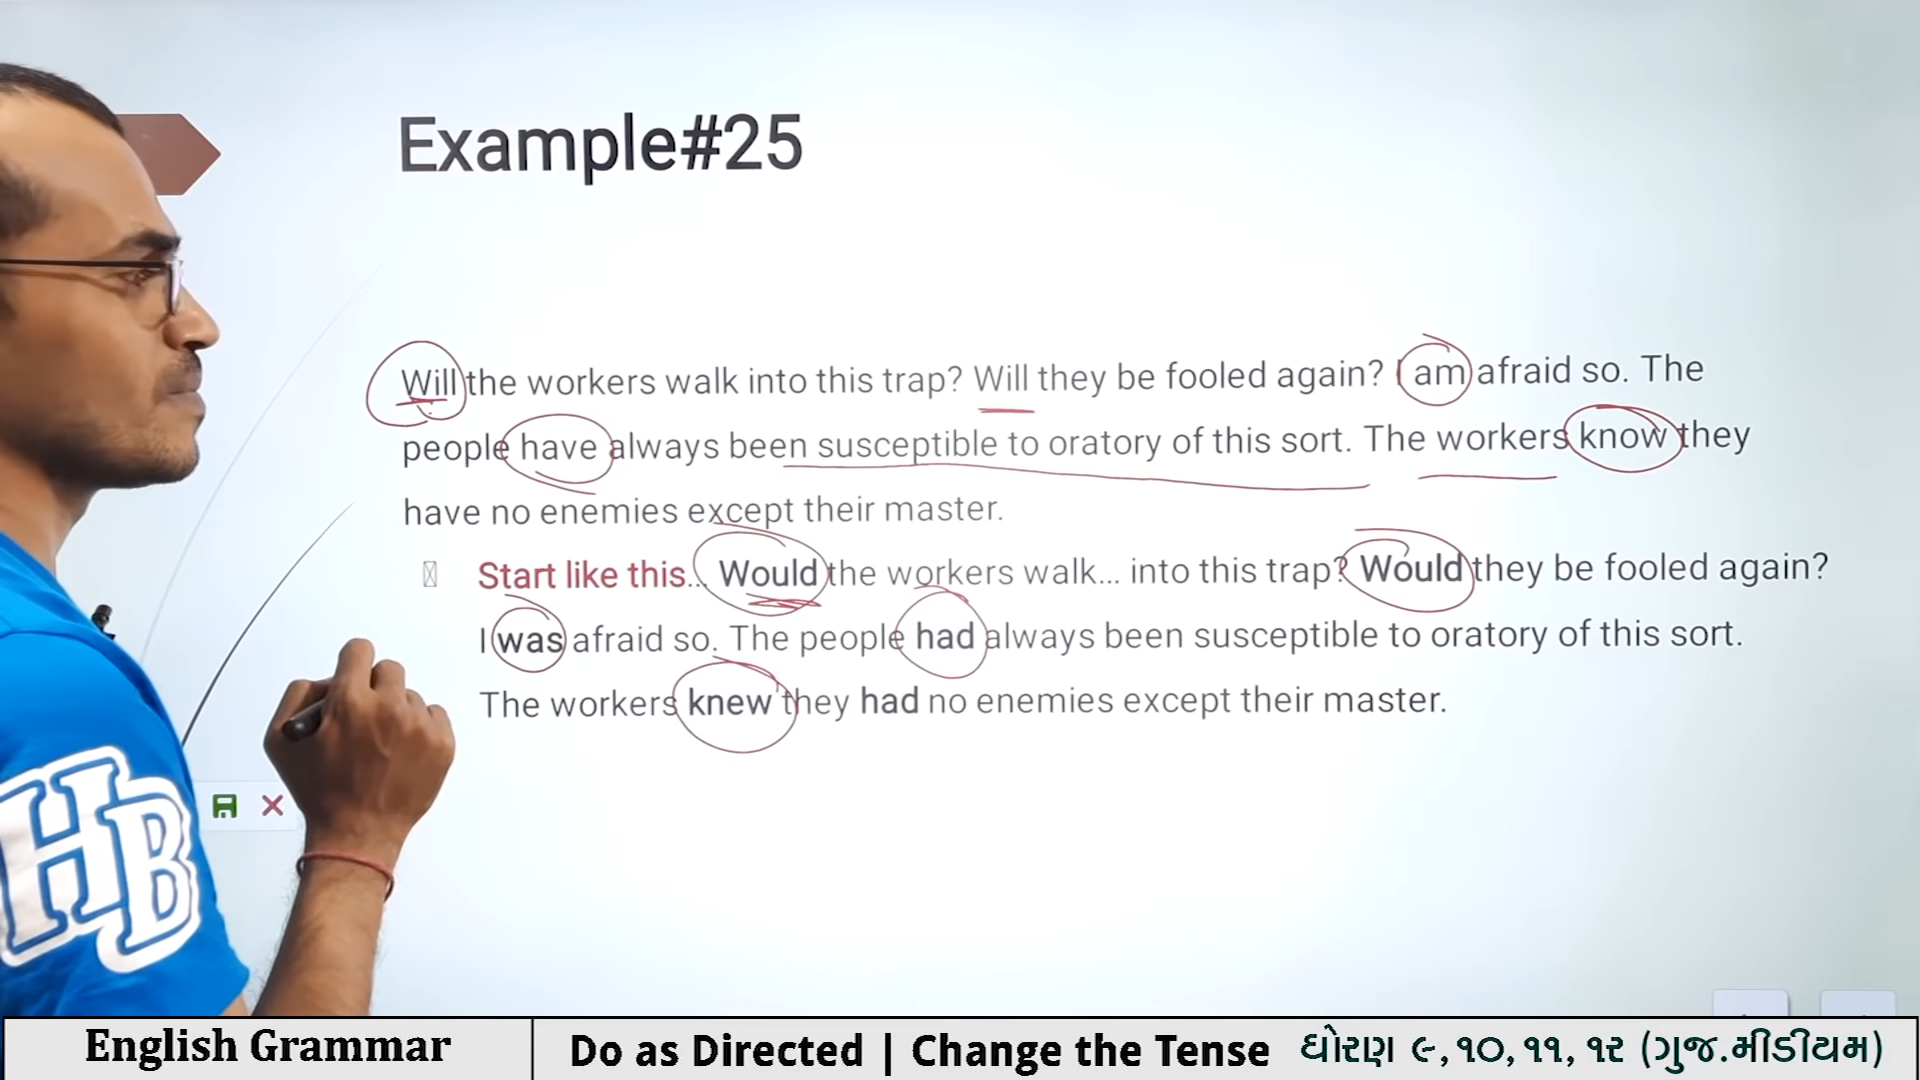 Example#25
Will the workers walk into this trap? Will they be fooled again? I am afraid so. The
people have always been susceptible to oratory of this sort. The workers know they
have no enemies except their master.
Start like this... Would the workers walk... into this trap? Would they be fooled again?
I was afraid so. The people had always been susceptible to oratory of this sort.
The workers knew they had no enemies except their master.
HB
English Grammar
Do as Directed | Change the Tense
ધોરણ ૯, ૧૦, ૧૧, ૧૨ (ગુજ.મીડીયમ)